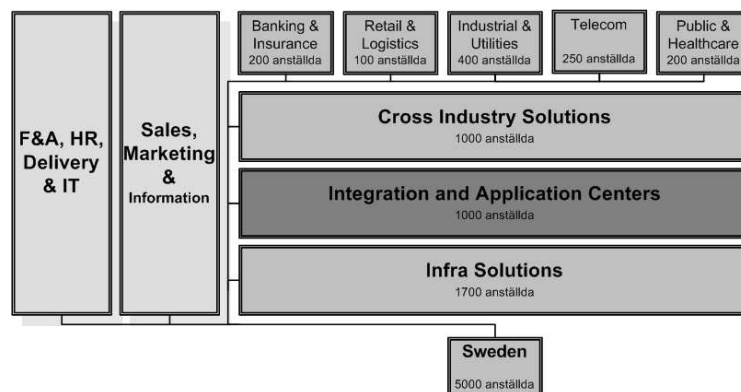 Banking &
Insurance
200 anställda
Retail &
Logistics
100 anställda
Industrial &
Utilities
400 anställda
Telecom
250 anställda
Public &
Healthcare
200 anställda
F&A, HR,
Delivery
& IT
Sales,
Marketing
&
Information
Cross Industry Solutions
1000 anställda
Integration and Application Centers
1000 anställda
Infra Solutions
1700 anställda
Sweden
5000 anställda